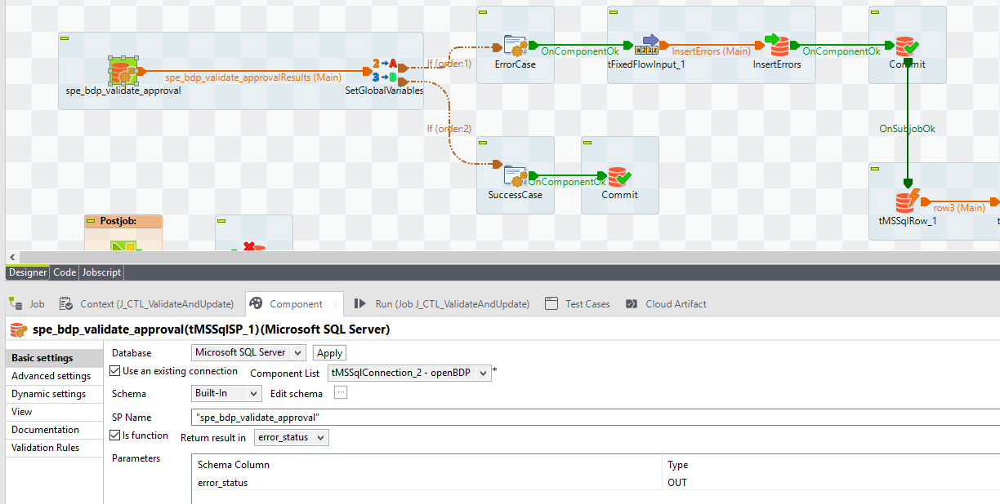 spe_bdp_validate_approval
spe_bdp_validate_approvalResults (Main)
2 A
3 B
SetGlobalVariables
If (order:1)
If (order:2)
ErrorCase
OnComponentOk
a 2 3 z
tFixedFlowInput_1
InsertErrors (Main)
InsertErrors
OnComponentOk
Commit
OnSubjobOk
SuccessCase
OnComponentOk
Commit
tMSSqlRow_1
row3 (Main)
Postjob:
Designer Code Jobscript
Job Context (J_CTL_ValidateAndUpdate) Component Run (Job J_CTL_ValidateAndUpdate) Test Cases Cloud Artifact
spe_bdp_validate_approval(tMSSqlSP_1)(Microsoft SQL Server)
Basic settings
Advanced settings
Dynamic settings
View
Documentation
Validation Rules
Database Microsoft SQL Server Apply
Use an existing connection Component List tMSSqlConnection_2 - openBDP *
Schema Built-In Edit schema ...
SP Name "spe_bdp_validate_approval"
Is function Return result in error_status
Parameters
Schema Column Type
error_status OUT